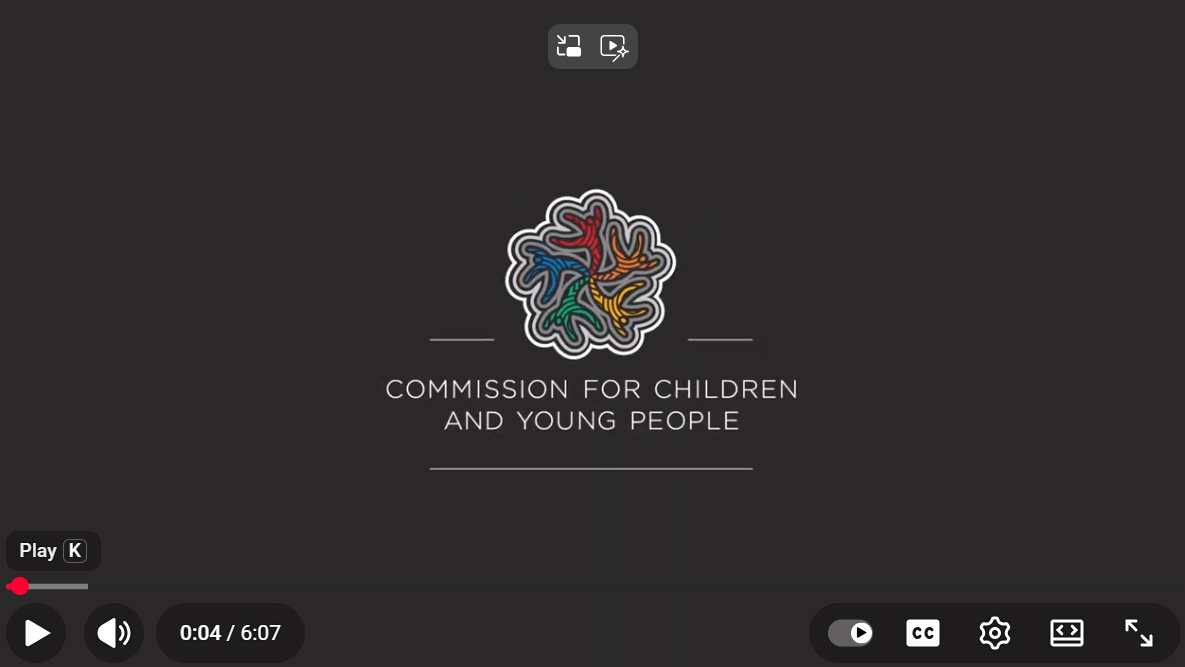 COMMISSION FOR CHILDREN
AND YOUNG PEOPLE
Play K
0:04 / 6:07
CC